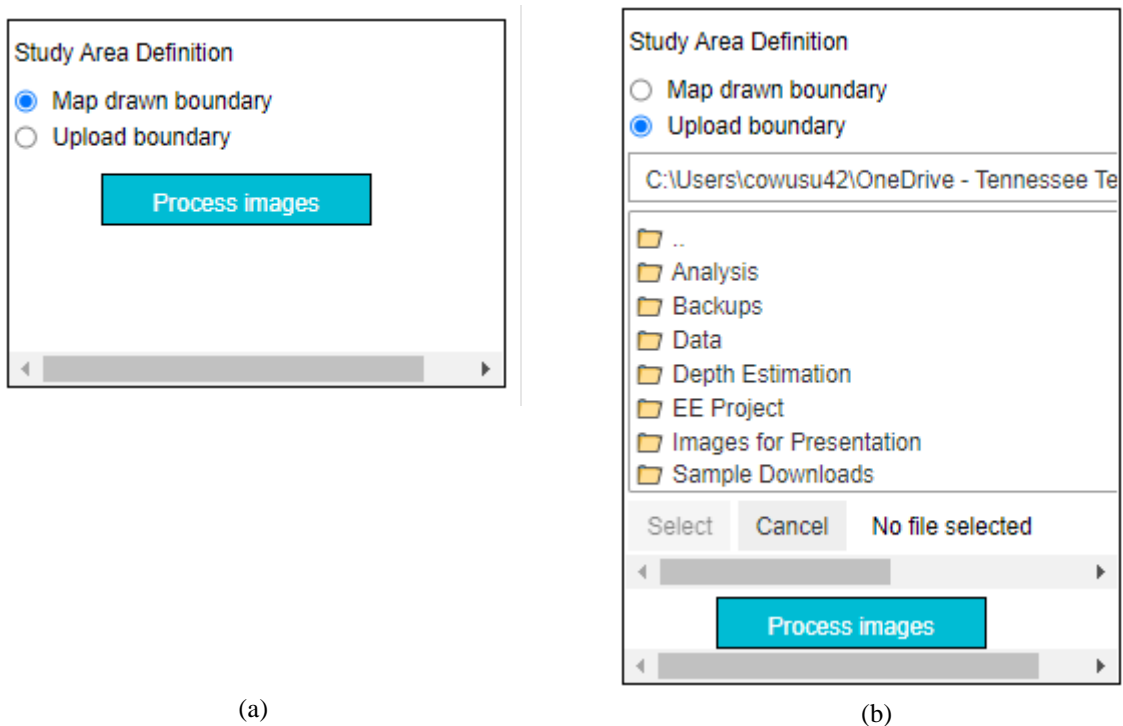 Study Area Definition
Map drawn boundary
Upload boundary
Process images
(a)
Study Area Definition
Map drawn boundary
Upload boundary
C:\Users\cowusu42\OneDrive - Tennessee Te
..
Analysis
Backups
Data
Depth Estimation
EE Project
Images for Presentation
Sample Downloads
Select Cancel No file selected
Process images
(b)